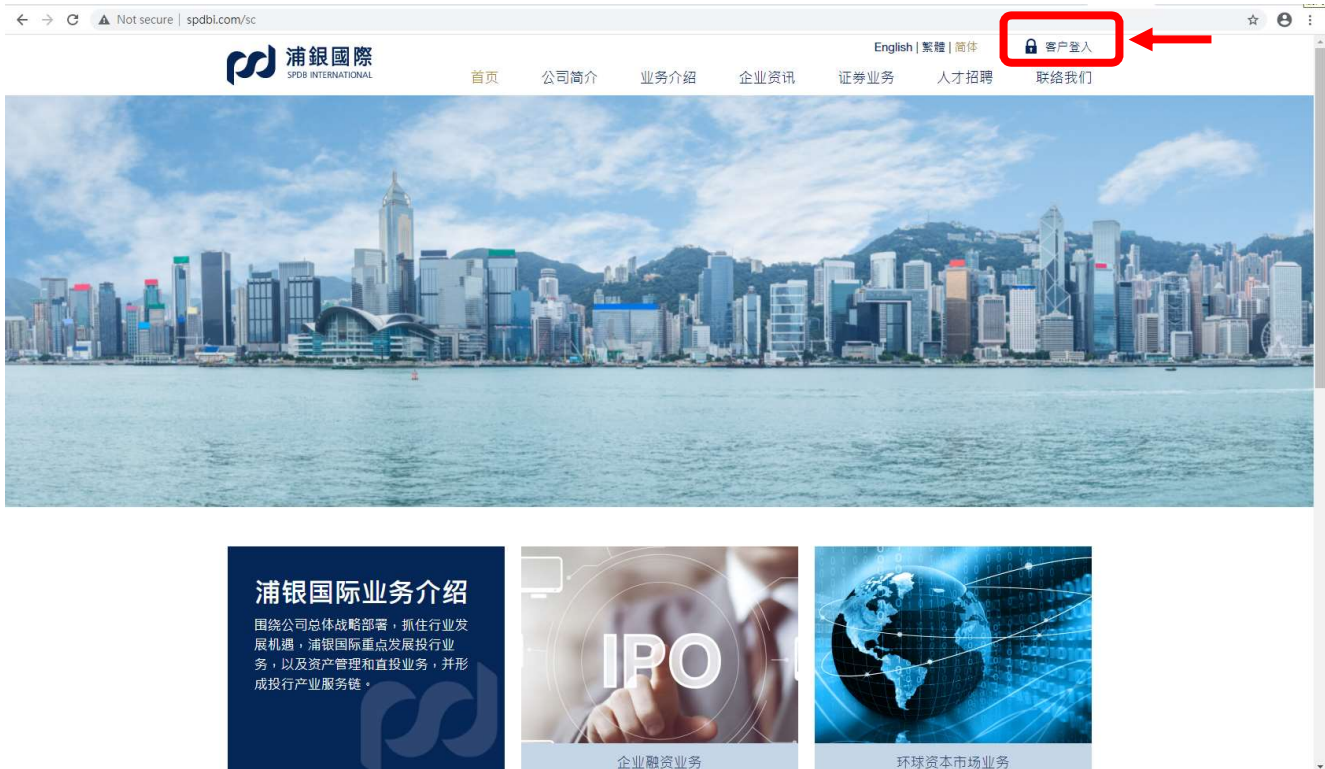 Not secure | spdbi.com/sc
English | 繁體 | 简体
客户登入
浦銀國際
SPDB INTERNATIONAL
首页 公司简介 业务介紹 企业资讯 证券业务 人才招聘 联络我们
浦银国际业务介绍
围绕公司总体战略部署，抓住行业发
展机遇，浦银国际重点发展投行业
务，以及资产管理和直投业务，并形
成投行产业服务链。
IPO
企业融资业务
环球资本市场业务